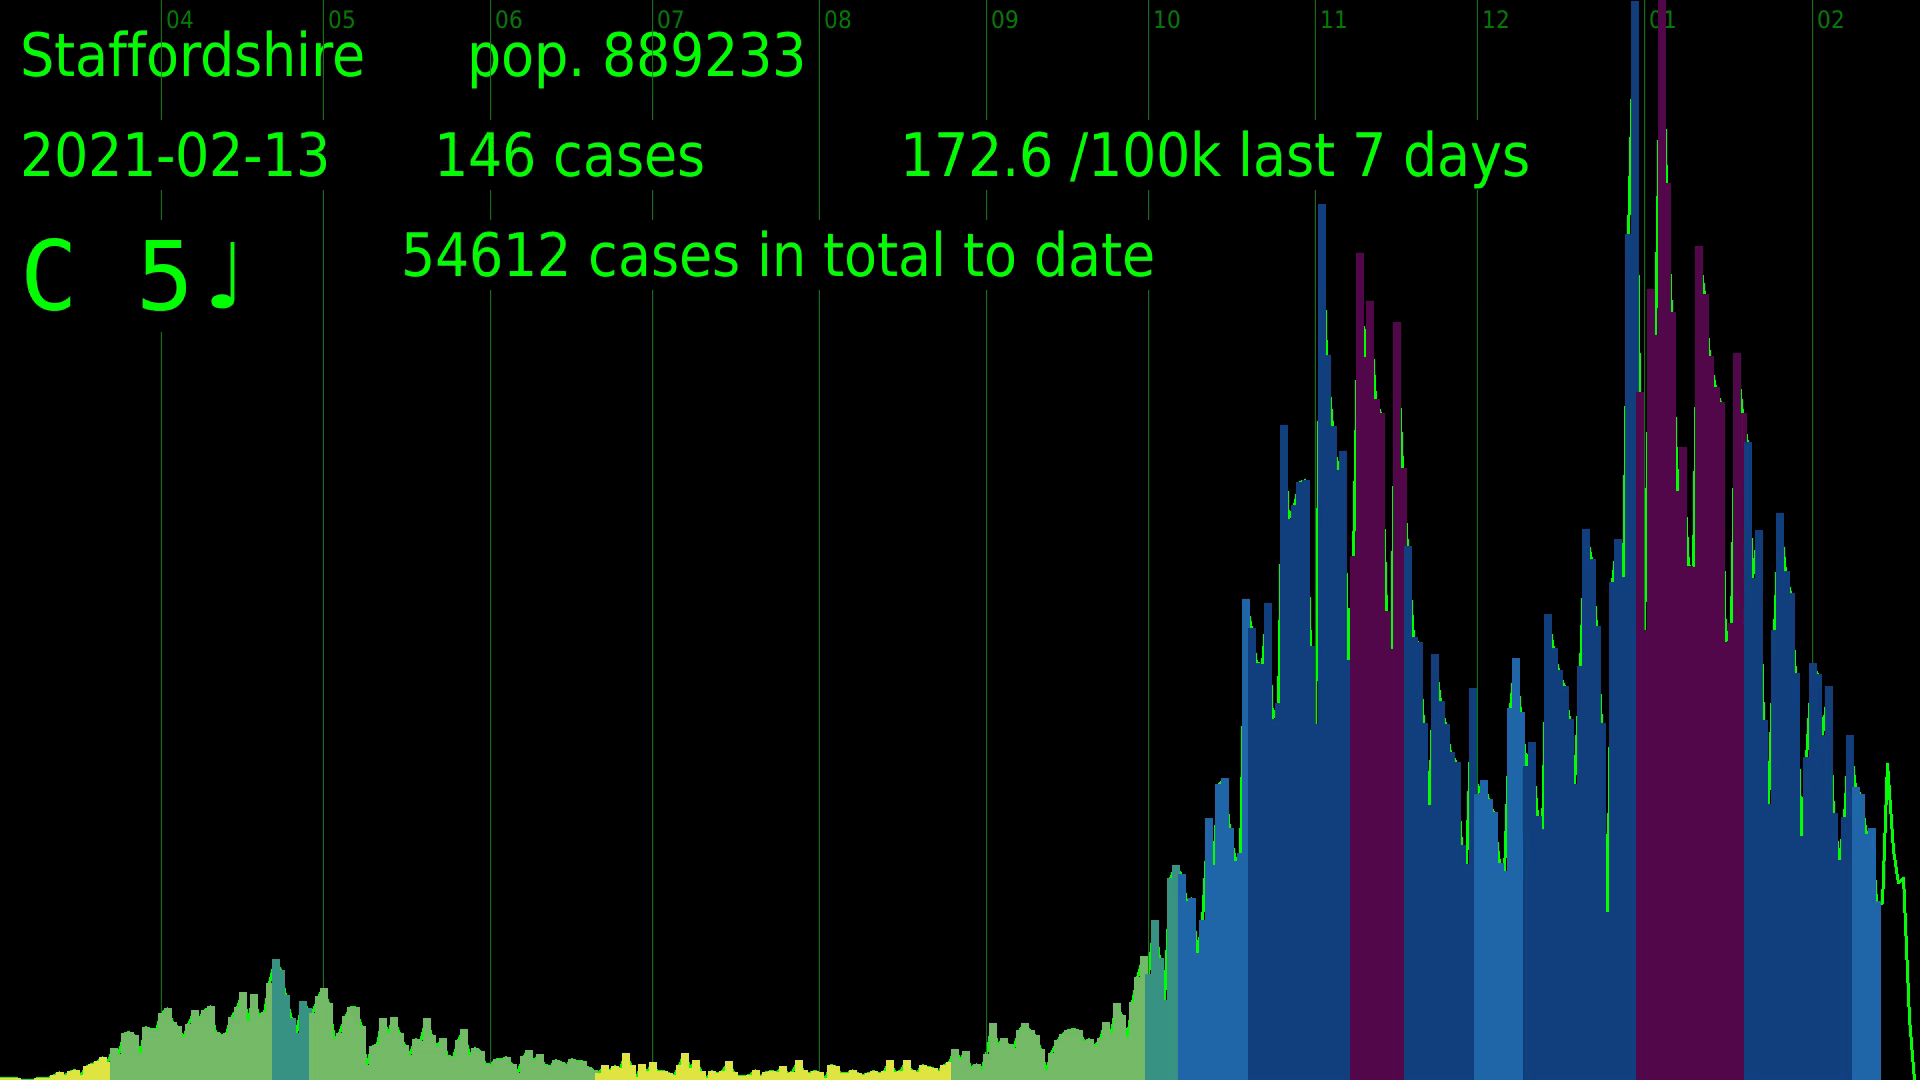 04 05 06 07 08 09 10 11 12 01 02
Staffordshire pop. 889233
2021-02-13 146 cases 172.6 /100k last 7 days
C 5♩ 54612 cases in total to date